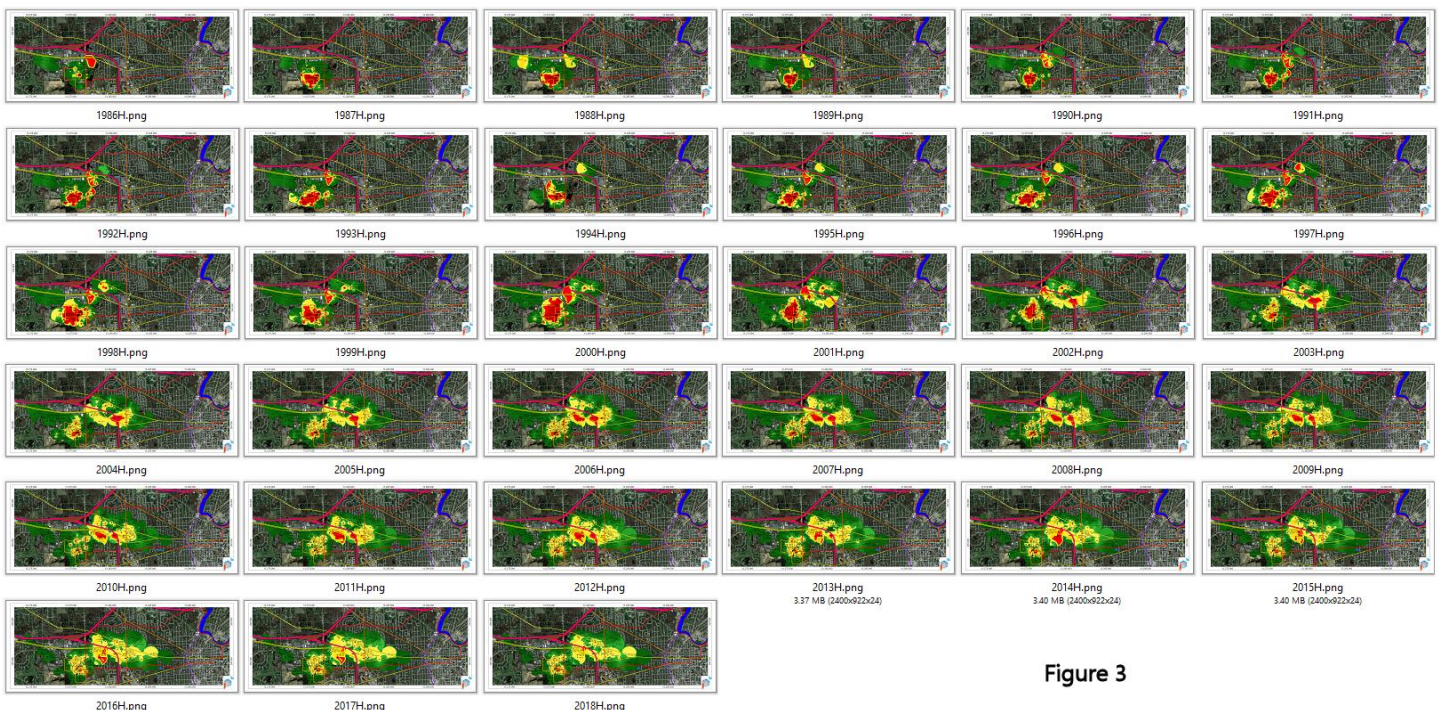 1986H.png 1987H.png 1988H.png 1989H.png 1990H.png 1991H.png
1992H.png 1993H.png 1994H.png 1995H.png 1996H.png 1997H.png
1998H.png 1999H.png 2000H.png 2001H.png 2002H.png 2003H.png
2004H.png 2005H.png 2006H.png 2007H.png 2008H.png 2009H.png
2010H.png 2011H.png 2012H.png 2013H.png 2014H.png 2015H.png
3.37 MB (2400x922x24) 3.40 MB (2400x922x24) 3.40 MB (2400x922x24)
Figure 3
2016H.png 2017H.png 2018H.png